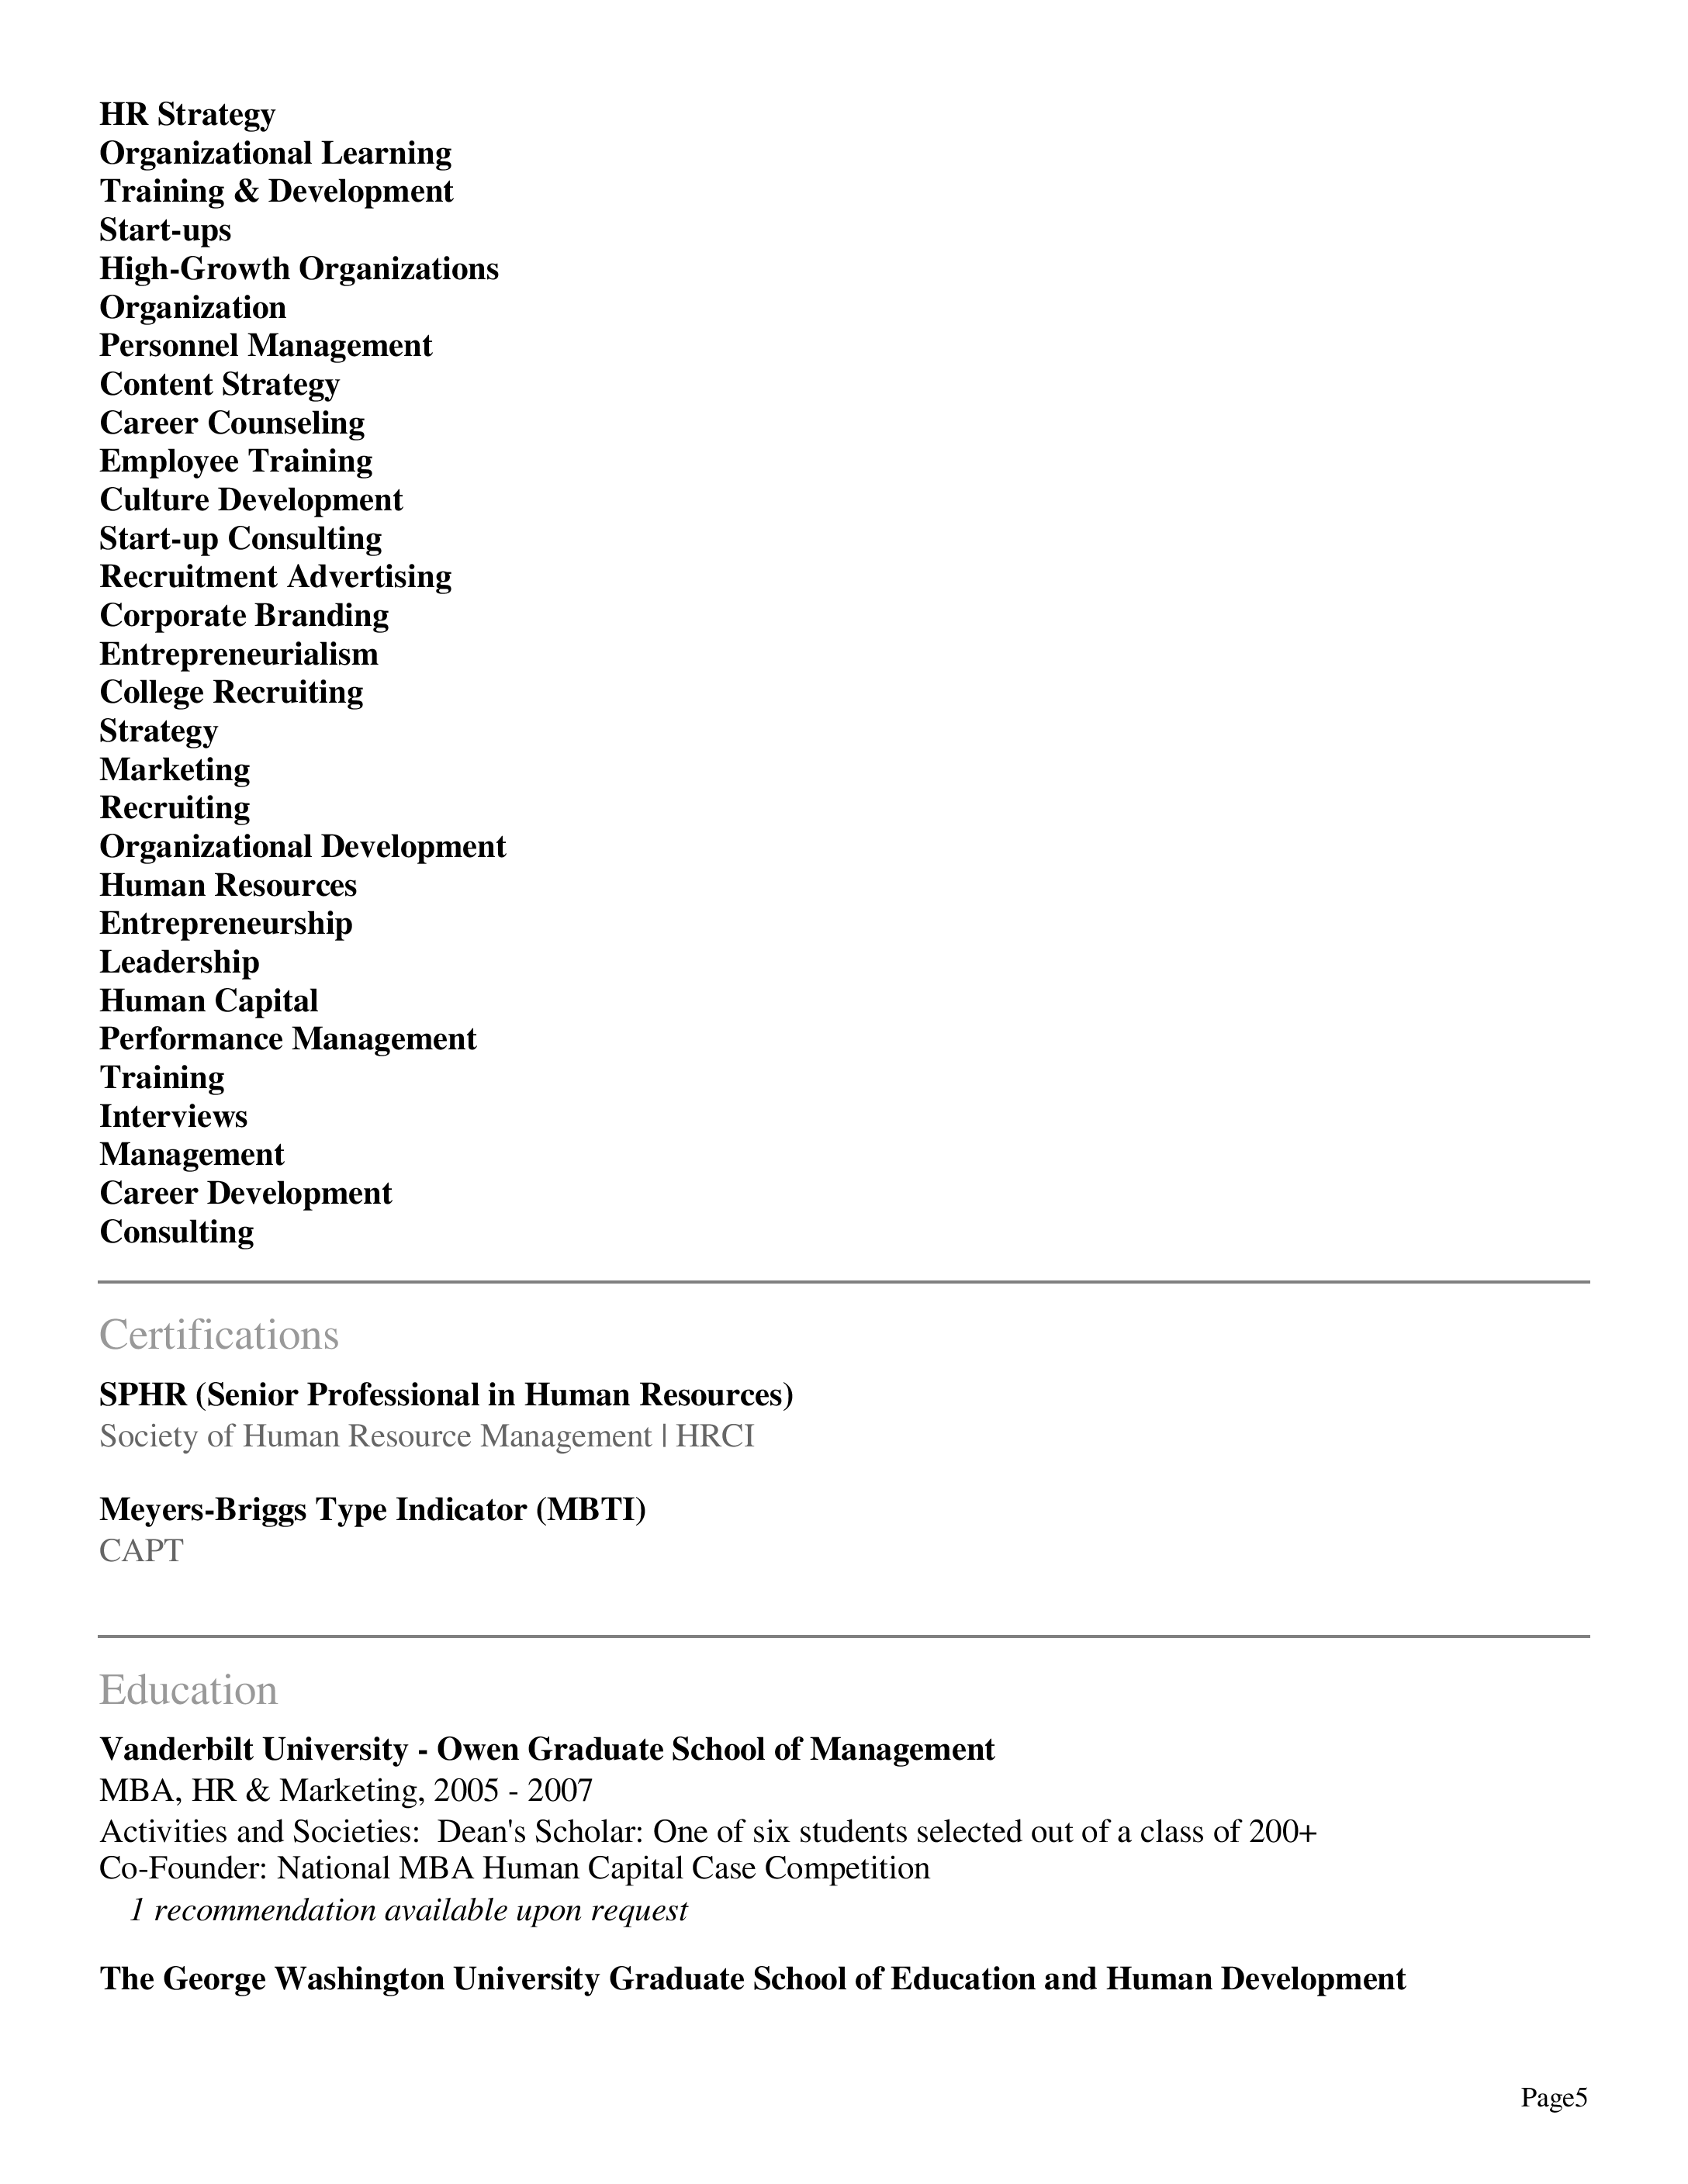 HR Strategy
Organizational Learning
Training & Development
Start-ups
High-Growth Organizations
Organization
Personnel Management
Content Strategy
Career Counseling
Employee Training
Culture Development
Start-up Consulting
Recruitment Advertising
Corporate Branding
Entrepreneurialism
College Recruiting
Strategy
Marketing
Recruiting
Organizational Development
Human Resources
Entrepreneurship
Leadership
Human Capital
Performance Management
Training
Interviews
Management
Career Development
Consulting
Certifications
SPHR (Senior Professional in Human Resources)
Society of Human Resource Management | HRCI
Meyers-Briggs Type Indicator (MBTI)
CAPT
Education
Vanderbilt University - Owen Graduate School of Management
MBA, HR & Marketing, 2005 - 2007
Activities and Societies:  Dean's Scholar: One of six students selected out of a class of 200+
Co-Founder: National MBA Human Capital Case Competition
1 recommendation available upon request
The George Washington University Graduate School of Education and Human Development
Page5